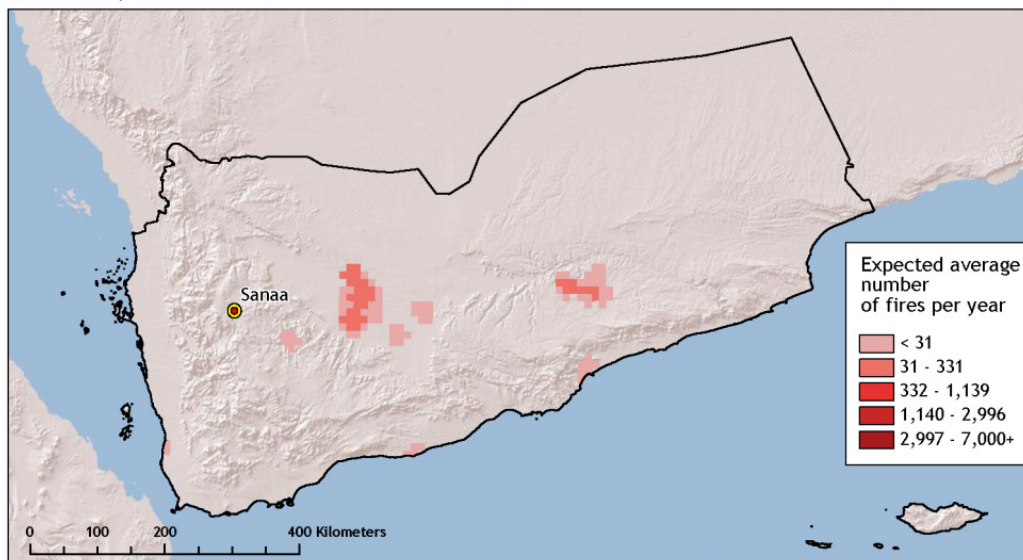 Sanaa
Expected average
number
of fires per year
< 31
31 - 331
332 - 1,139
1,140 - 2,996
2,997 - 7,000+
0 100 200 400 Kilometers